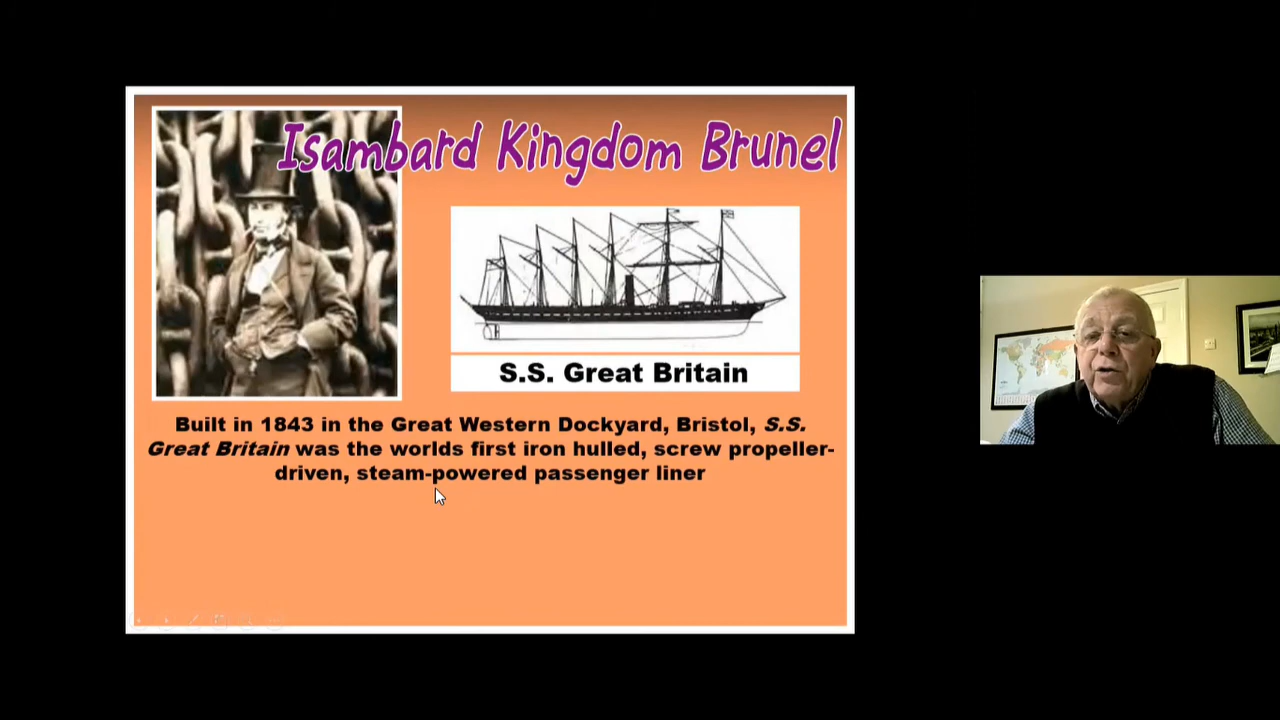 Isambard Kingdom Brunel
S.S. Great Britain
Built in 1843 in the Great Western Dockyard, Bristol, S.S.
Great Britain was the worlds first iron hulled, screw propeller-
driven, steam-powered passenger liner